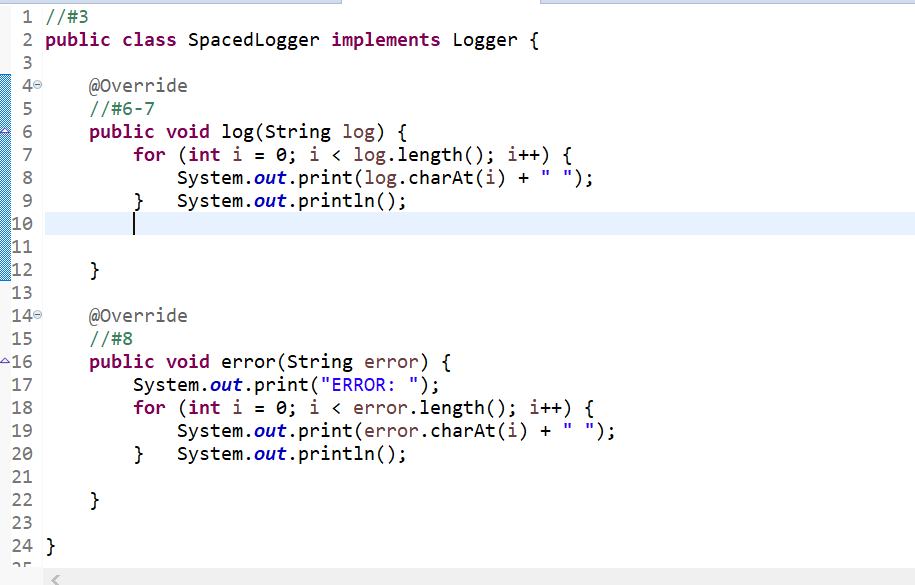 1 //#3
2 public class SpacedLogger implements Logger {
3
4 @Override
5 //#6-7
6 public void log(String log) {
7 for (int i = 0; i < log.length(); i++) {
8 System.out.print(log.charAt(i) + " ");
9 } System.out.println();
10
11
12 }
13
14 @Override
15 //#8
16 public void error(String error) {
17 System.out.print("ERROR: ");
18 for (int i = 0; i < error.length(); i++) {
19 System.out.print(error.charAt(i) + " ");
20 } System.out.println();
21
22 }
23
24 }